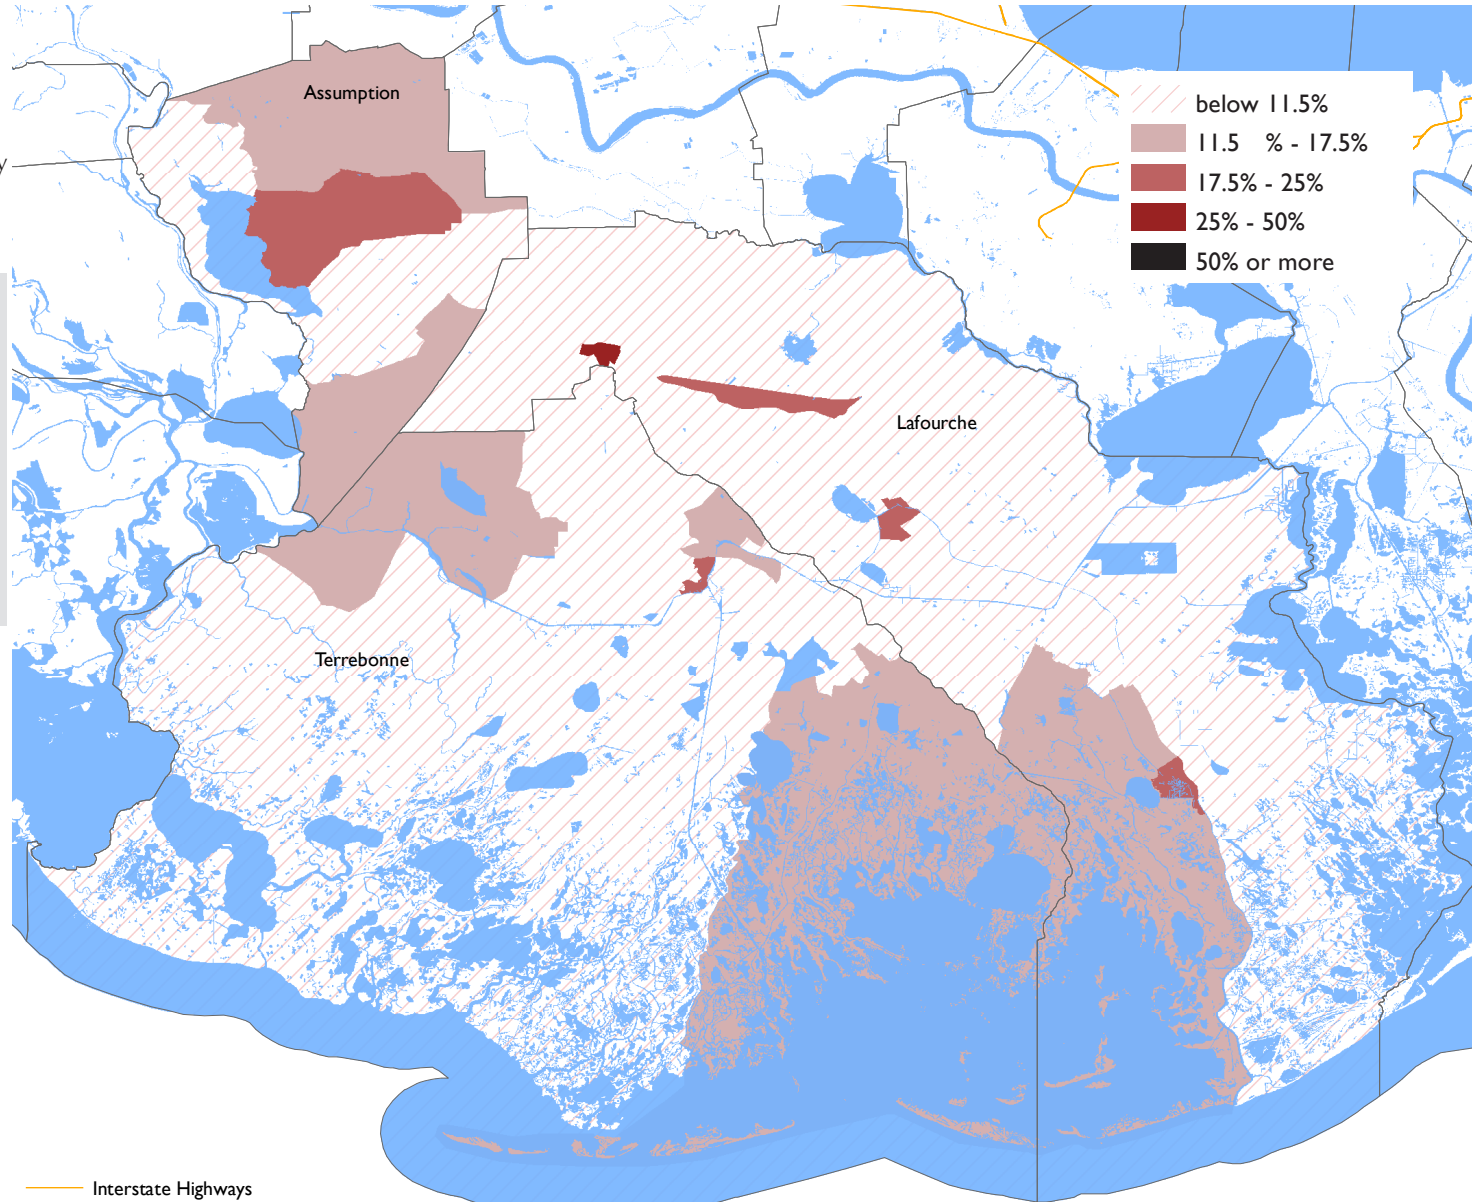 Assumption
below 11.5%
11.5 % - 17.5%
y
17.5% - 25%
25% - 50%
50% or more
Lafourche
Terrebonne
Interstate Highways